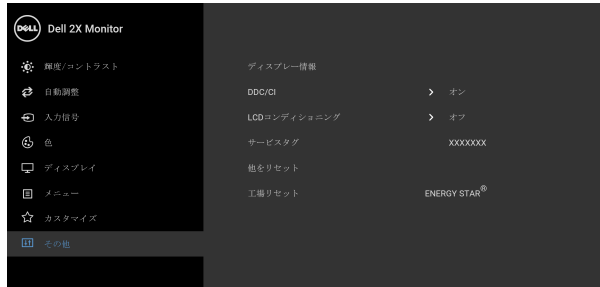 DELL Dell 2X Monitor
輝度/コントラスト
自動調整
入力信号
色
ディスプレイ
メニュー
カスタマイズ
その他
ディスプレー情報
DDC/CI オン
LCDコンディショニング オフ
サービスタグ XXXXXXX
他をリセット
工場リセット ENERGY STAR®